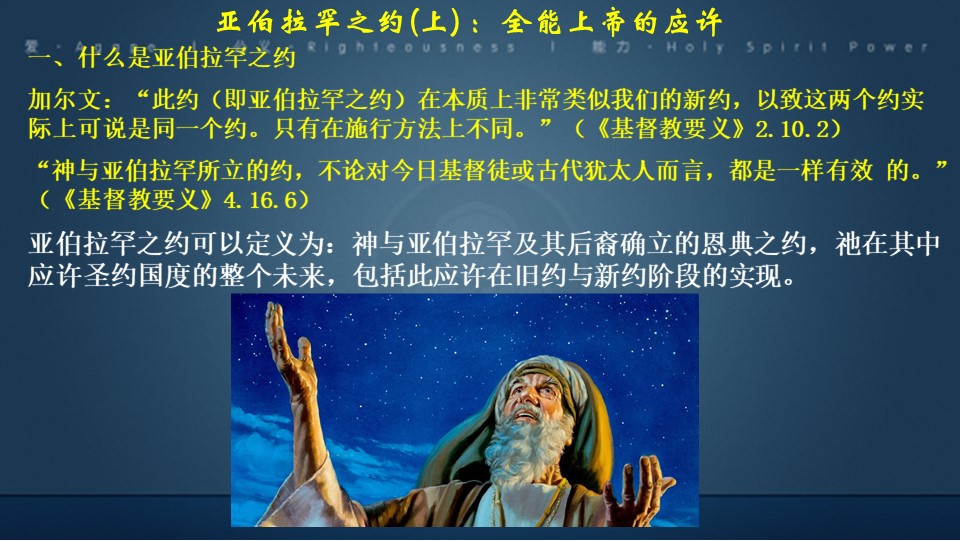 亚伯拉罕之约(上)：全能上帝的应许
爱·Agape | 公义·Righteousness | 能力·Holy Spirit Power
一、什么是亚伯拉罕之约
加尔文：“此约（即亚伯拉罕之约）在本质上非常类似我们的新约，以致这两个约实
际上可说是同一个约。只有在施行方法上不同。”（《基督教要义》2.10.2）
“神与亚伯拉罕所立的约，不论对今日基督徒或古代犹太人而言，都是一样有效 的。”
（《基督教要义》4.16.6）
亚伯拉罕之约可以定义为：神与亚伯拉罕及其后裔确立的恩典之约，祂在其中
应许圣约国度的整个未来，包括此应许在旧约与新约阶段的实现。